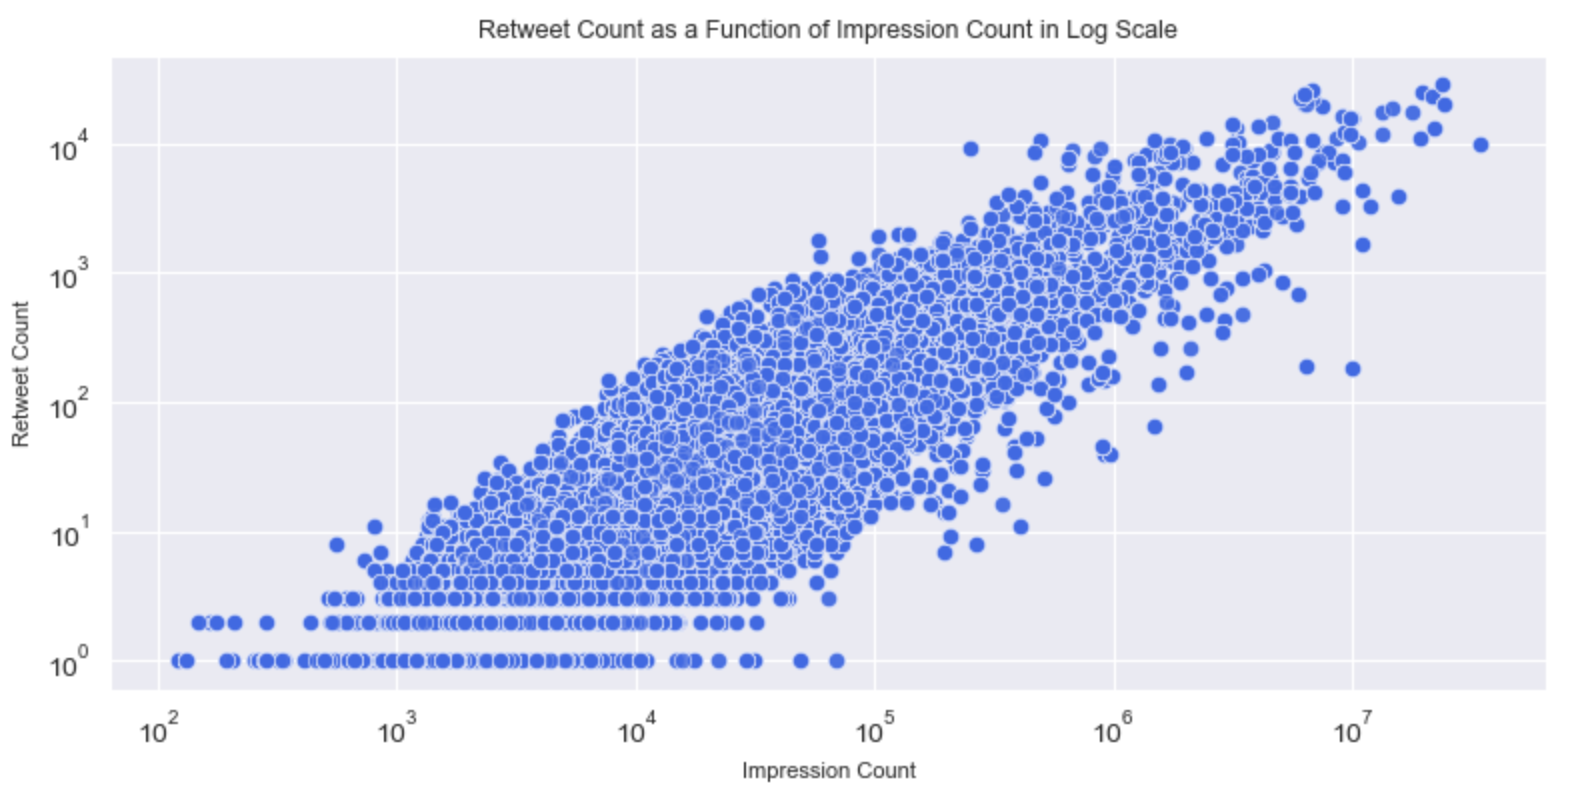 Retweet Count as a Function of Impression Count in Log Scale
Retweet Count
10^4
10^3
10^2
10^1
10^0
10^2 10^3 10^4 10^5 10^6 10^7
Impression Count